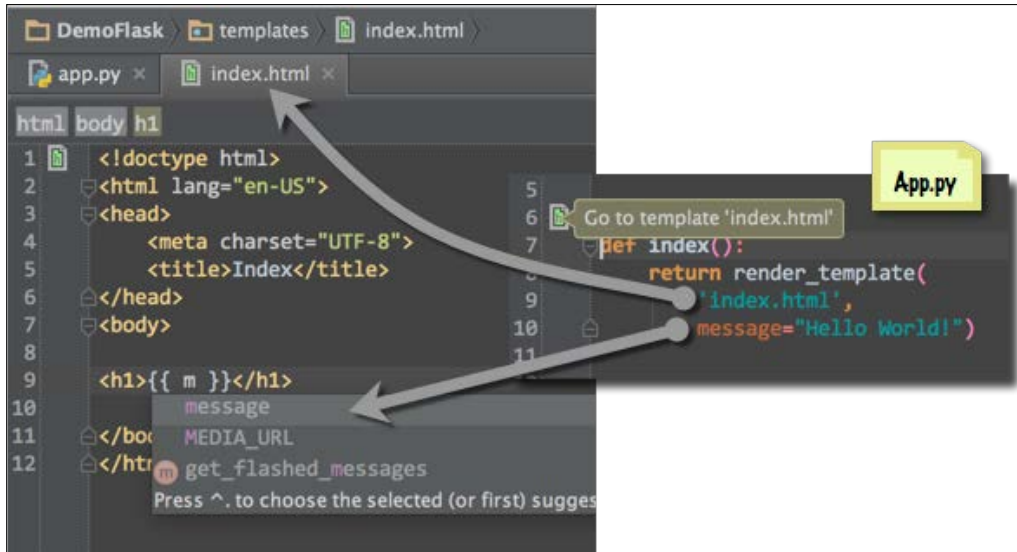 DemoFlask templates index.html
app.py × index.html ×
html body h1
1 <!doctype html>
2 <html lang="en-US">
3 <head>
4 <meta charset="UTF-8">
5 <title>Index</title>
6 </head>
7 <body>
8
9 <h1>{{ m }}</h1>
10 message
11 </boc MEDIA_URL
12 </htr m get_flashed_messages
Press ^. to choose the selected (or first) sugges
App.py
5
6 Go to template 'index.html'
7 def index():
return render_template(
9 'index.html',
10 message="Hello World!")
11